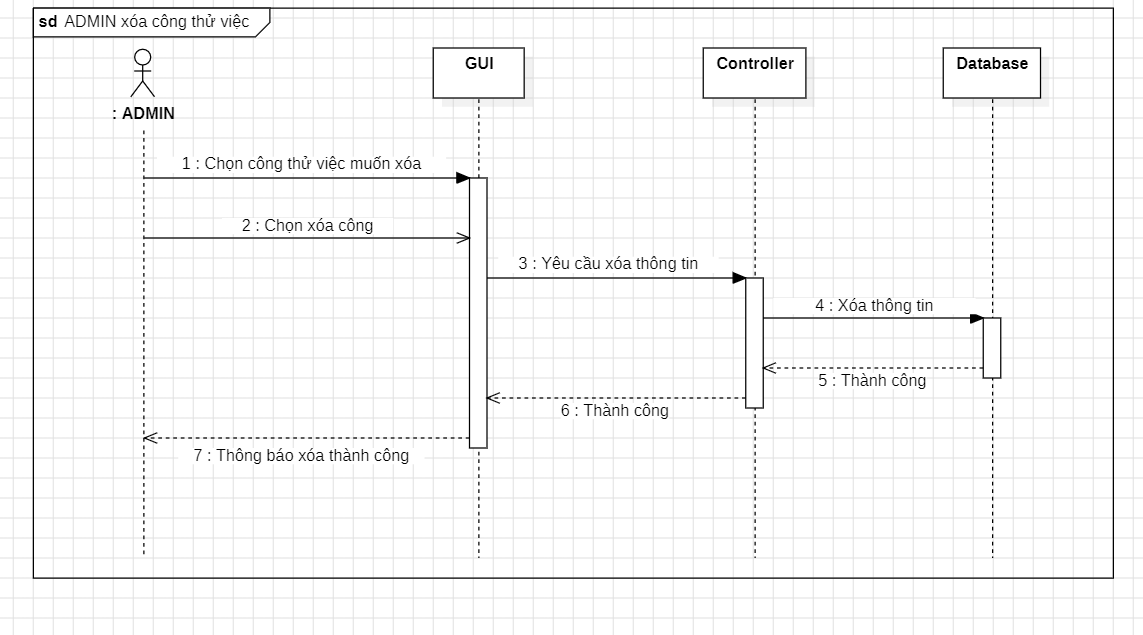 sd ADMIN xóa công thử việc
GUI
Controller
Database
: ADMIN
1 : Chọn công thử việc muốn xóa
2 : Chọn xóa công
3 : Yêu cầu xóa thông tin
4 : Xóa thông tin
5 : Thành công
6 : Thành công
7 : Thông báo xóa thành công